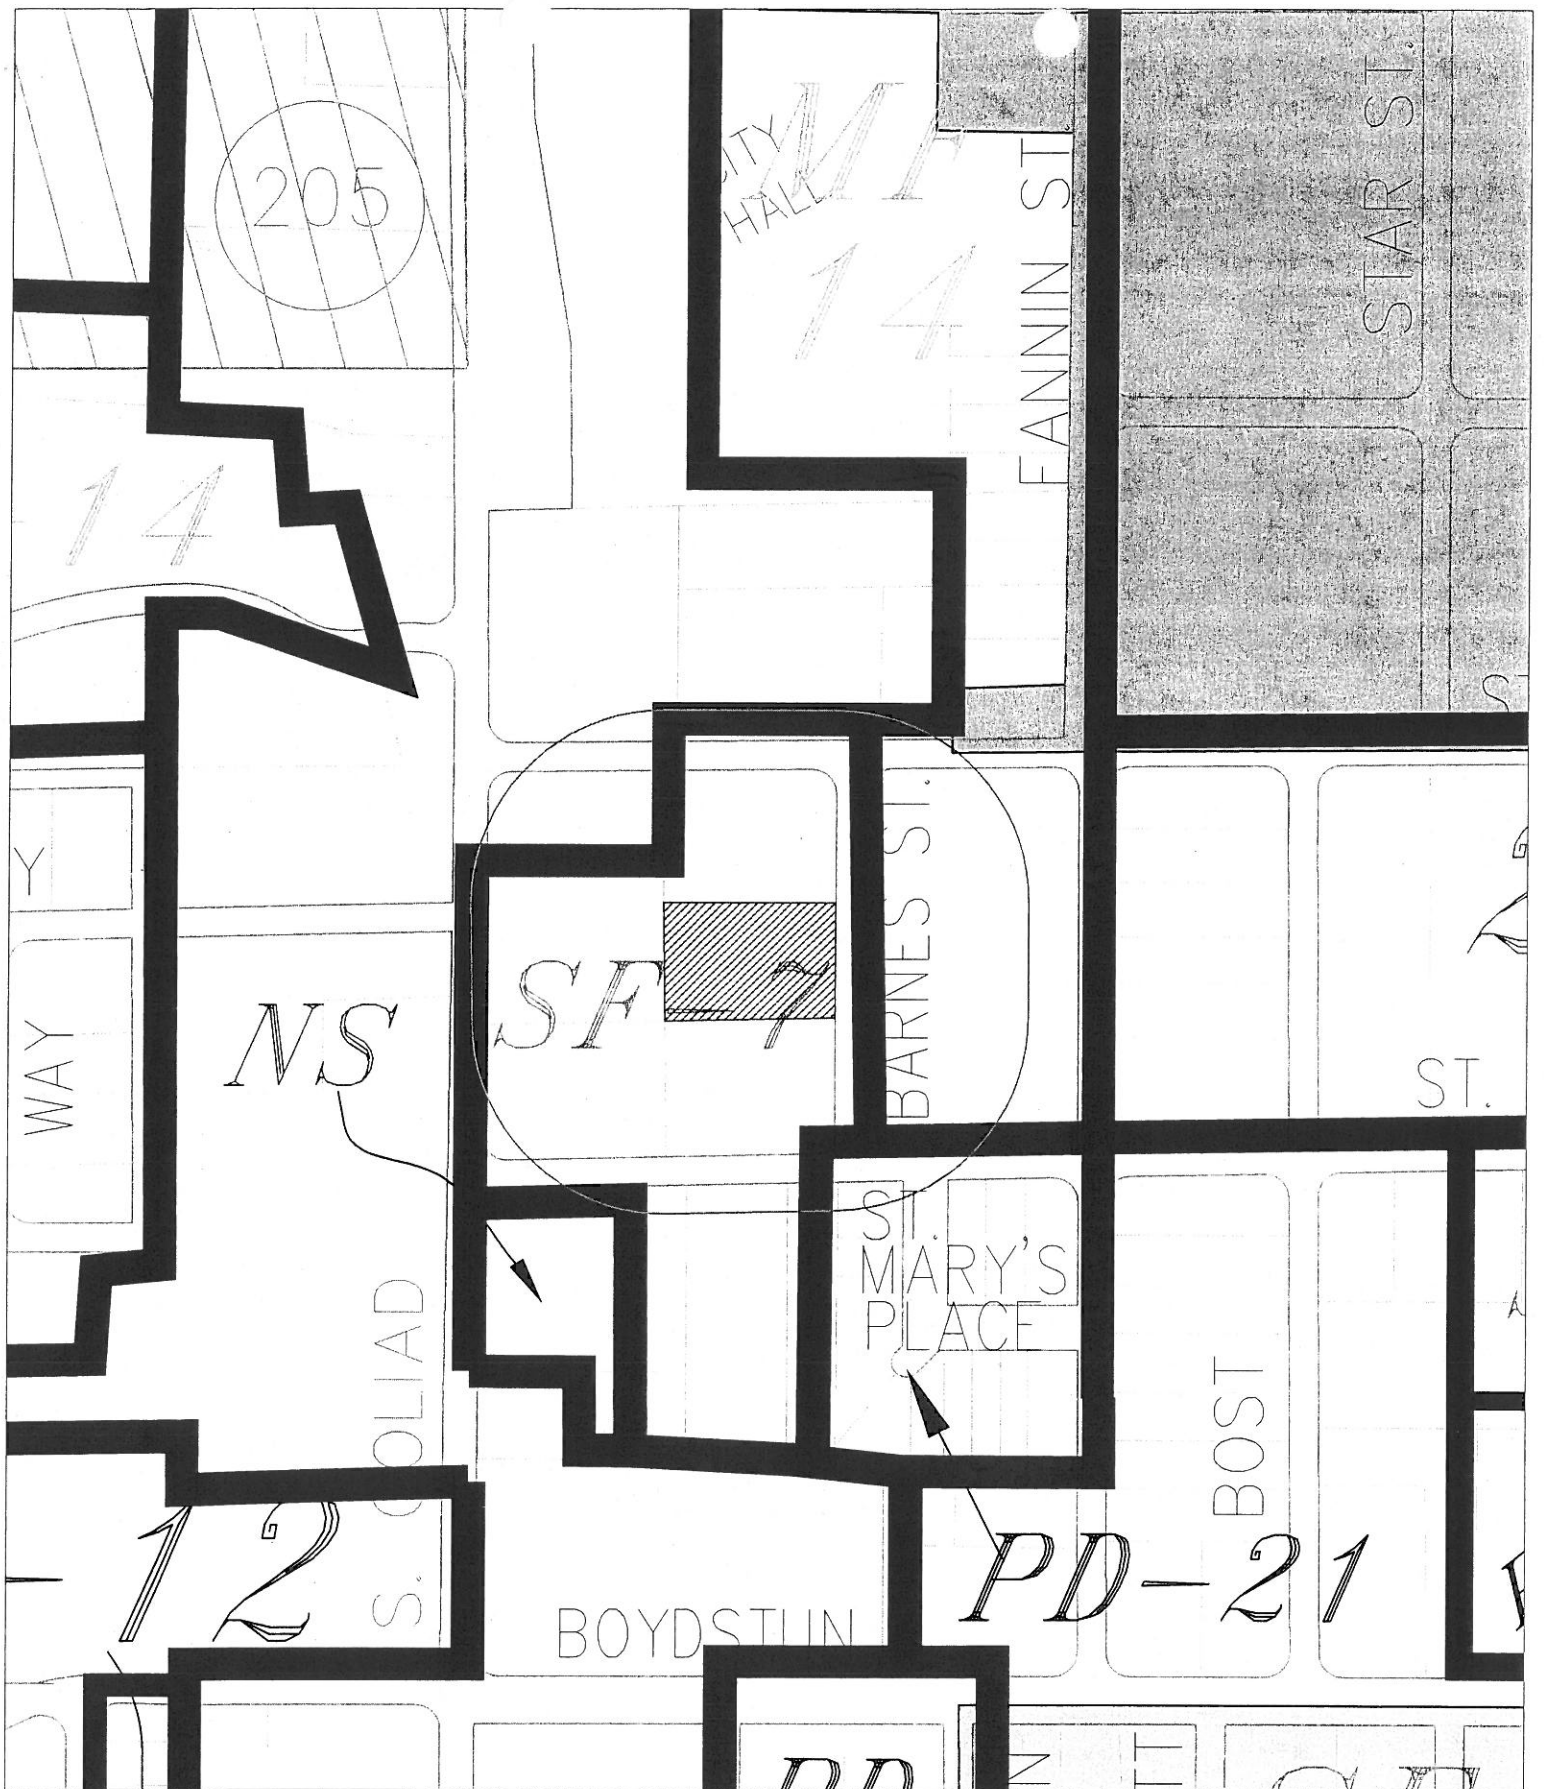 205
CITY
HALL
14
FANNIN ST.
STAR ST.
14
BARNES ST.
SF-7
NS
WAY
ST.
ST.
MARY'S
PLACE
S. GOLIAD
BOST
-12
PD-21
BOYDSTUN
PD